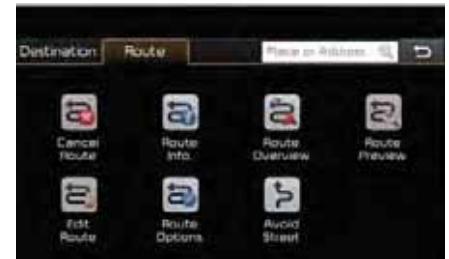 Destination Route Place or Address
Cancel Route Route Route
Route Info. Overview Preview
Edit Route Avoid
Route Options Street